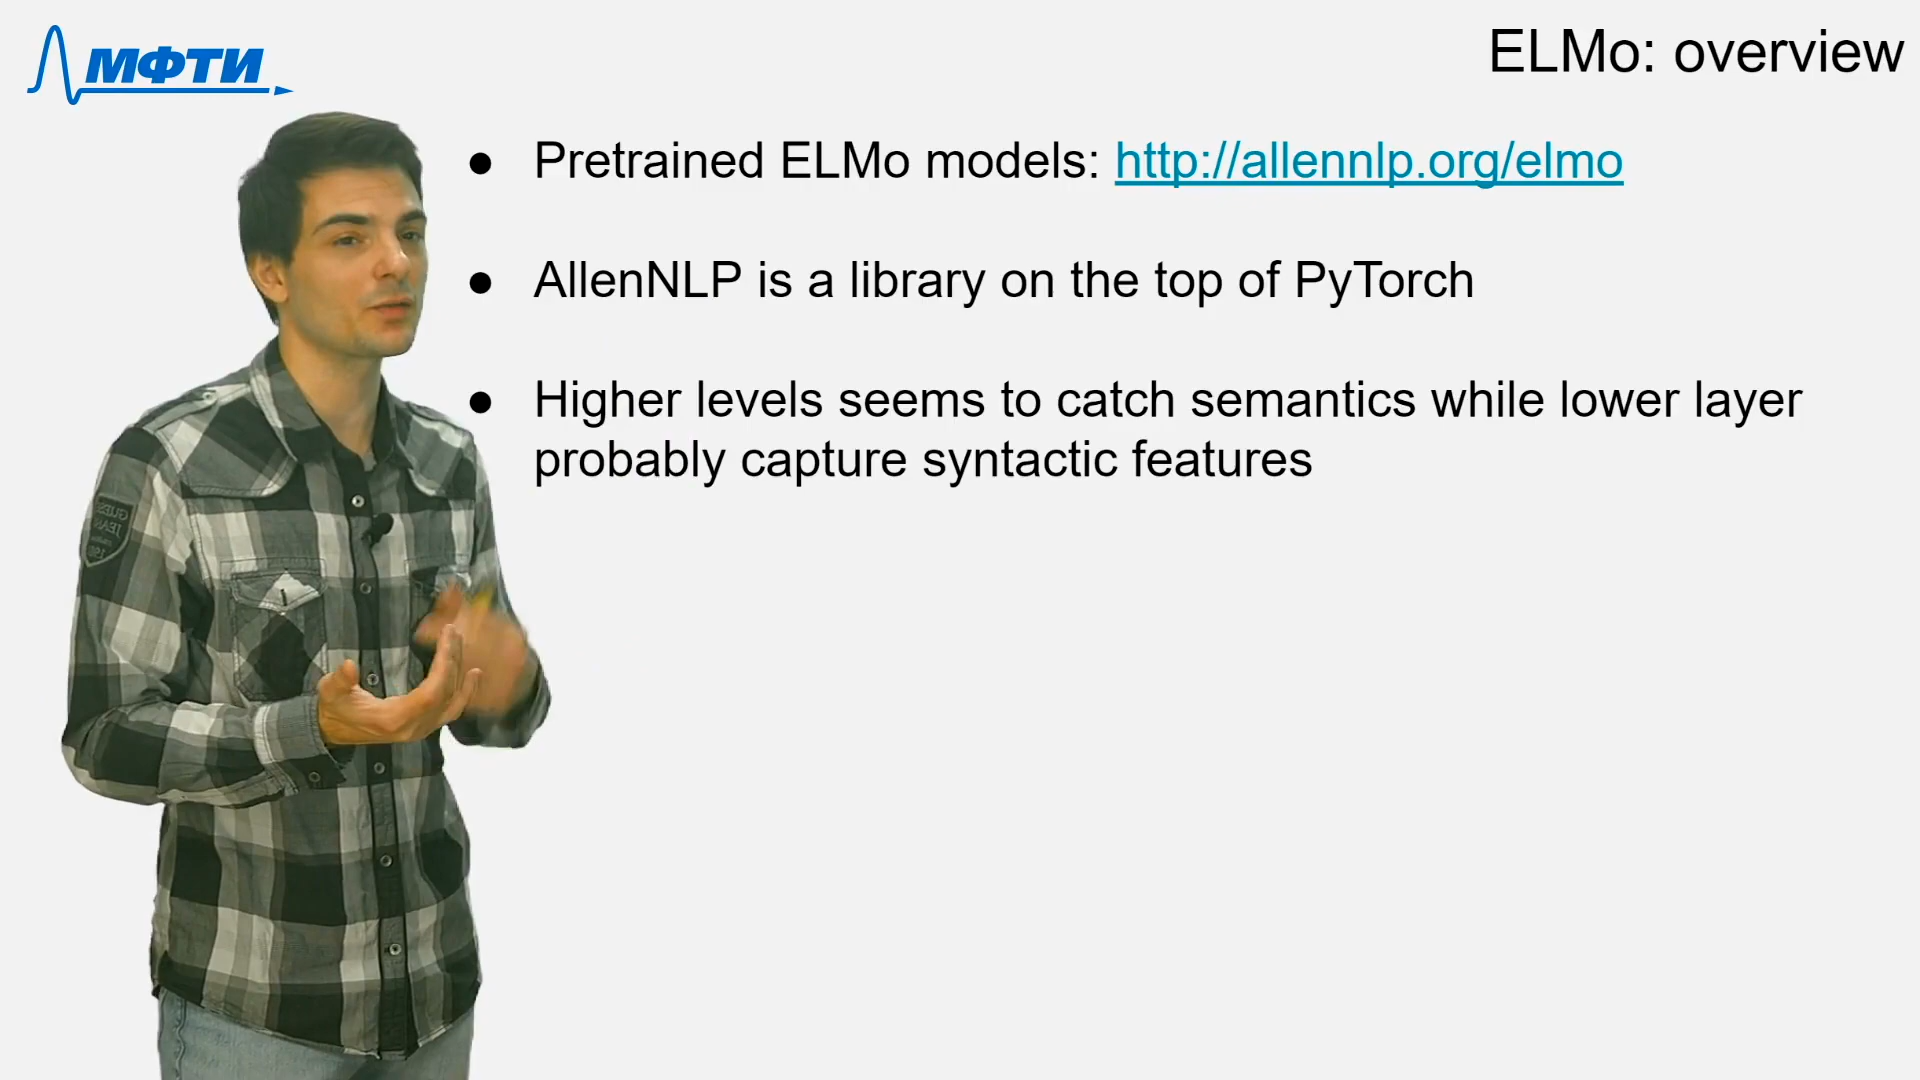 МФТИ
ELMo: overview
● Pretrained ELMo models: http://allennlp.org/elmo
● AllenNLP is a library on the top of PyTorch
● Higher levels seems to catch semantics while lower layer
probably capture syntactic features